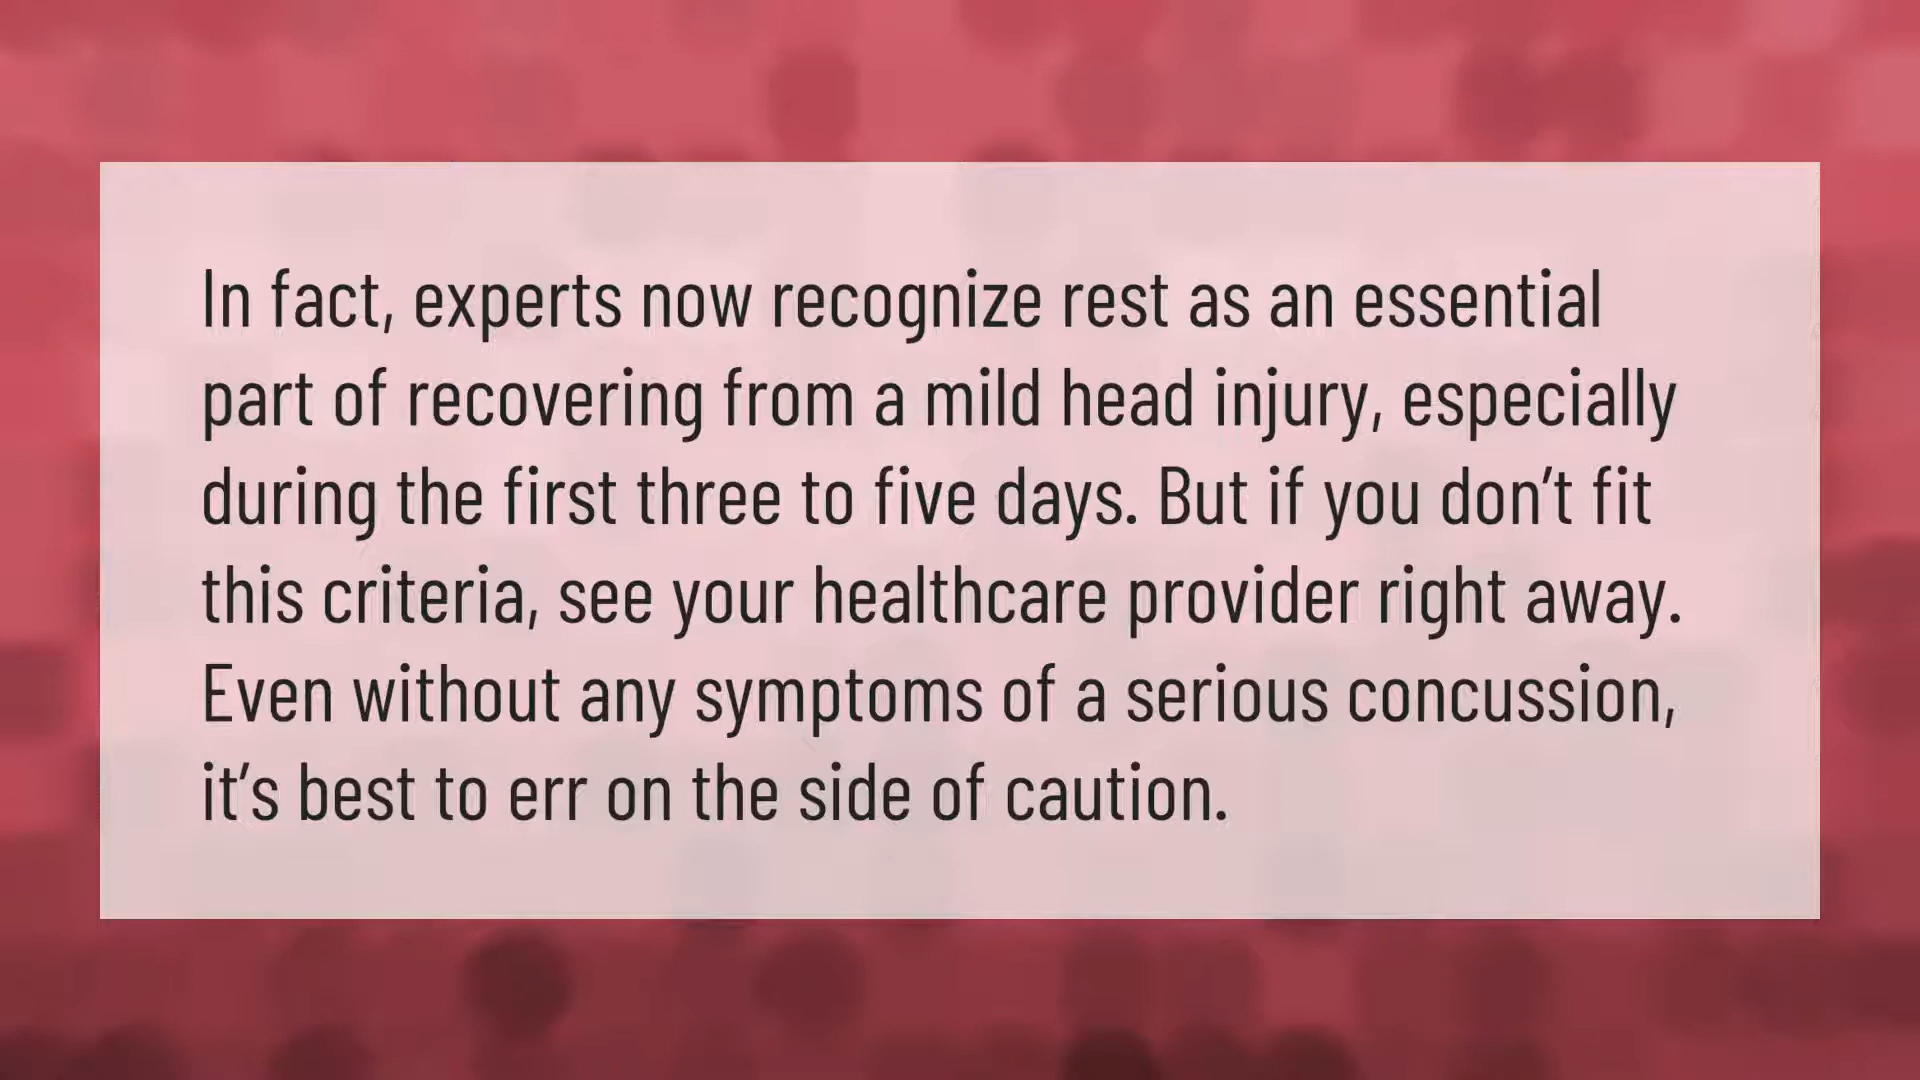 In fact, experts now recognize rest as an essential
part of recovering from a mild head injury, especially
during the first three to five days. But if you don’t fit
this criteria, see your healthcare provider right away.
Even without any symptoms of a serious concussion,
it’s best to err on the side of caution.